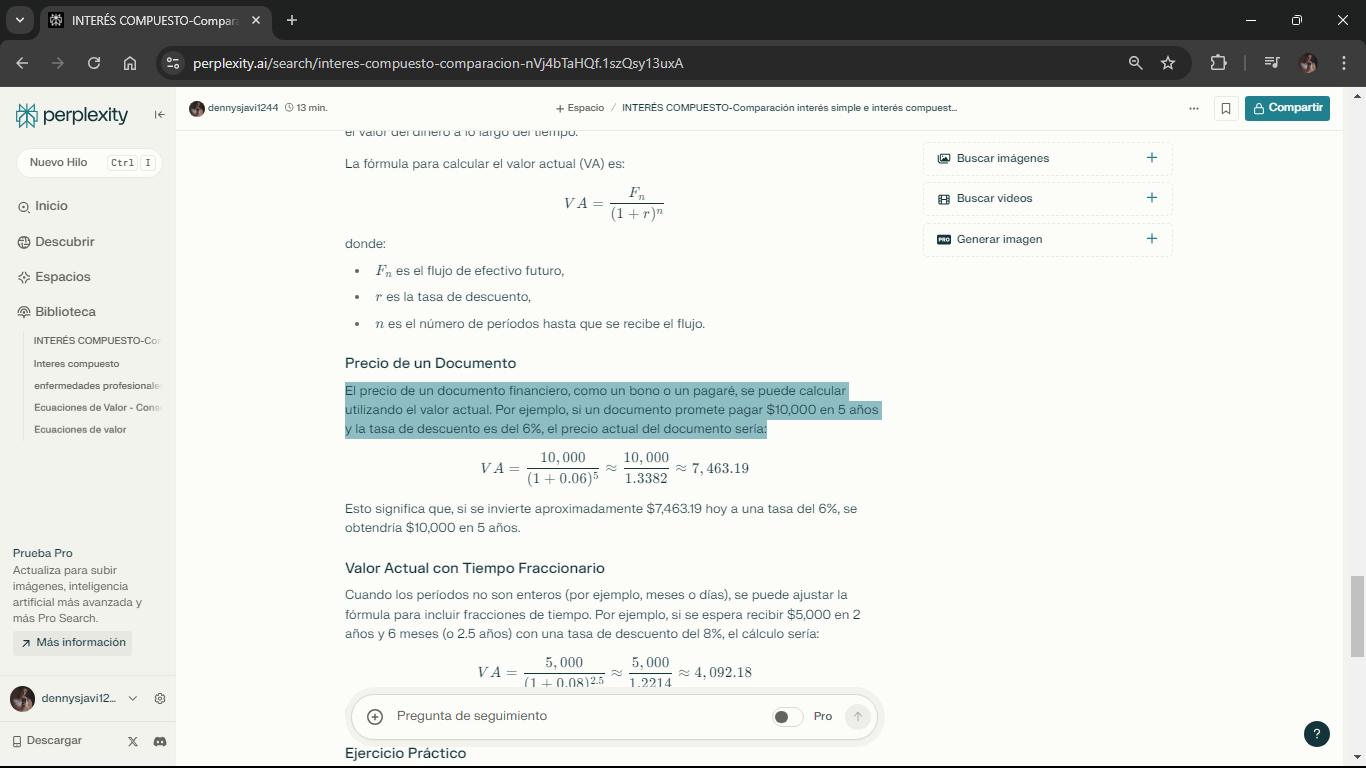 INTERÉS COMPUESTO-Compara
perplexity.ai/search/interes-compuesto-comparacion-nVj4bTaHQf.1szQsy13uxA
perplexity
Nuevo Hilo Ctrl I
Inicio
Descubrir
Espacios
Biblioteca
INTERÉS COMPUESTO-Co
Interes compuesto
enfermedades profesionale
Ecuaciones de Valor - Cons
Ecuaciones de valor
Prueba Pro
Actualiza para subir
imágenes, inteligencia
artificial más avanzada y
más Pro Search.
Más información
dennysjavi12...
Descargar
dennysjavi1244 13 min.
Espacio / INTERÉS COMPUESTO-Comparación interés simple e interés compuest...
Compartir
el valor del dinero a lo largo del tiempo.
La fórmula para calcular el valor actual (VA) es:
VA = Fn / (1 + r)^n
donde:
• Fn es el flujo de efectivo futuro,
• r es la tasa de descuento,
• n es el número de períodos hasta que se recibe el flujo.
Precio de un Documento
El precio de un documento financiero, como un bono o un pagaré, se puede calcular
utilizando el valor actual. Por ejemplo, si un documento promete pagar $10,000 en 5 años
y la tasa de descuento es del 6%, el precio actual del documento sería:
VA = 10,000 / (1 + 0.06)^5 ≈ 10,000 / 1.3382 ≈ 7,463.19
Esto significa que, si se invierte aproximadamente $7,463.19 hoy a una tasa del 6%, se
obtendría $10,000 en 5 años.
Valor Actual con Tiempo Fraccionario
Cuando los períodos no son enteros (por ejemplo, meses o días), se puede ajustar la
fórmula para incluir fracciones de tiempo. Por ejemplo, si se espera recibir $5,000 en 2
años y 6 meses (o 2.5 años) con una tasa de descuento del 8%, el cálculo sería:
VA = 5,000 / (1 + 0.08)^2.5 ≈ 5,000 / 1.2214 ≈ 4,092.18
Pregunta de seguimiento Pro
Ejercicio Práctico
Buscar imágenes
Buscar videos
PRO Generar imagen
?